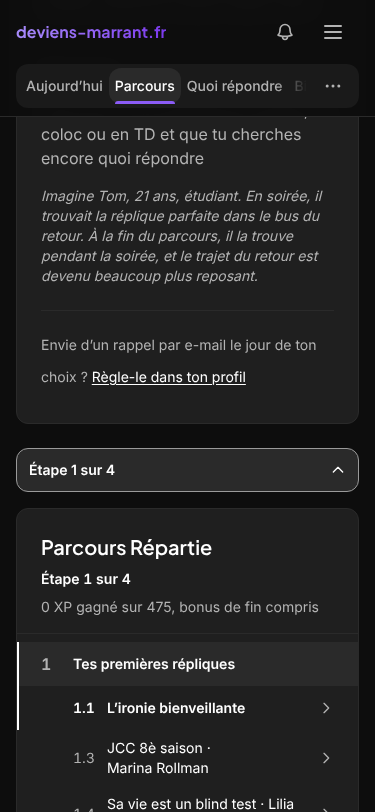 deviens-marrant.fr
Aujourd’hui Parcours Quoi répondre
coloc ou en TD et que tu cherches
encore quoi répondre
Imagine Tom, 21 ans, étudiant. En soirée, il
trouvait la réplique parfaite dans le bus du
retour. À la fin du parcours, il la trouve
pendant la soirée, et le trajet du retour est
devenu beaucoup plus reposant.
Envie d’un rappel par e-mail le jour de ton
choix ? Règle-le dans ton profil
Étape 1 sur 4
Parcours Répartie
Étape 1 sur 4
0 XP gagné sur 475, bonus de fin compris
1 Tes premières répliques
1.1 L’ironie bienveillante
1.3 JCC 8è saison ·
Marina Rollman
Sa vie est un blind test · Lilia